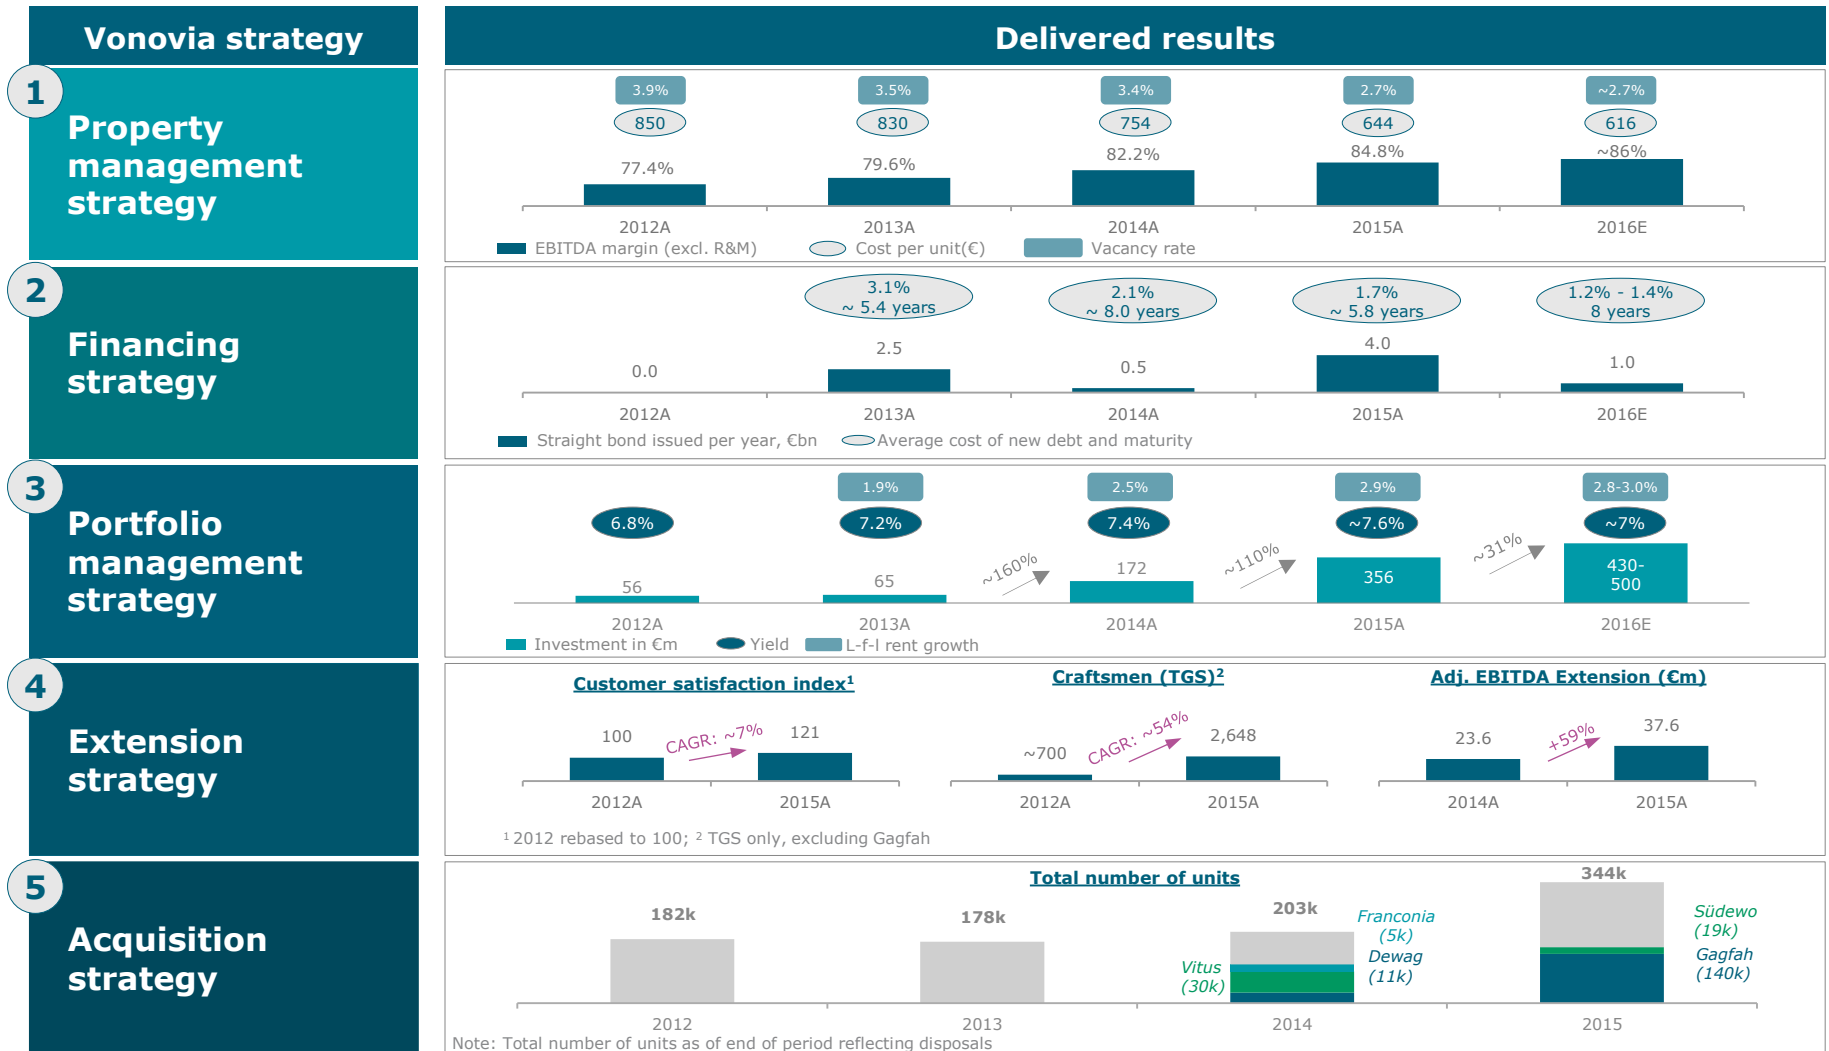 Vonovia strategy
Delivered results
1
Property
management
strategy
3.9% 3.5% 3.4% 2.7% ~2.7%
850 830 754 644 616
77.4% 79.6% 82.2% 84.8% ~86%
2012A 2013A 2014A 2015A 2016E
EBITDA margin (excl. R&M) Cost per unit(€) Vacancy rate
2
Financing
strategy
3.1% 2.1% 1.7% 1.2% - 1.4%
~ 5.4 years ~ 8.0 years ~ 5.8 years 8 years
0.0 2.5 0.5 4.0 1.0
2012A 2013A 2014A 2015A 2016E
Straight bond issued per year, €bn Average cost of new debt and maturity
3
Portfolio
management
strategy
1.9% 2.5% 2.9% 2.8-3.0%
6.8% 7.2% 7.4% ~7.6% ~7%
~160% ~110% ~31%
56 65 172 356 430-
500
2012A 2013A 2014A 2015A 2016E
Investment in €m Yield L-f-l rent growth
4
Extension
strategy
Customer satisfaction index¹
100 CAGR: ~7% 121
2012A 2015A
Craftsmen (TGS)²
~700 CAGR: ~54% 2,648
2012A 2015A
Adj. EBITDA Extension (€m)
23.6 +59% 37.6
2014A 2015A
¹ 2012 rebased to 100; ² TGS only, excluding Gagfah
5
Acquisition
strategy
Total number of units
182k 178k 203k 344k
Vitus
(30k)
Franconia
(5k)
Dewag
(11k)
Südewo
(19k)
Gagfah
(140k)
2012 2013 2014 2015
Note: Total number of units as of end of period reflecting disposals